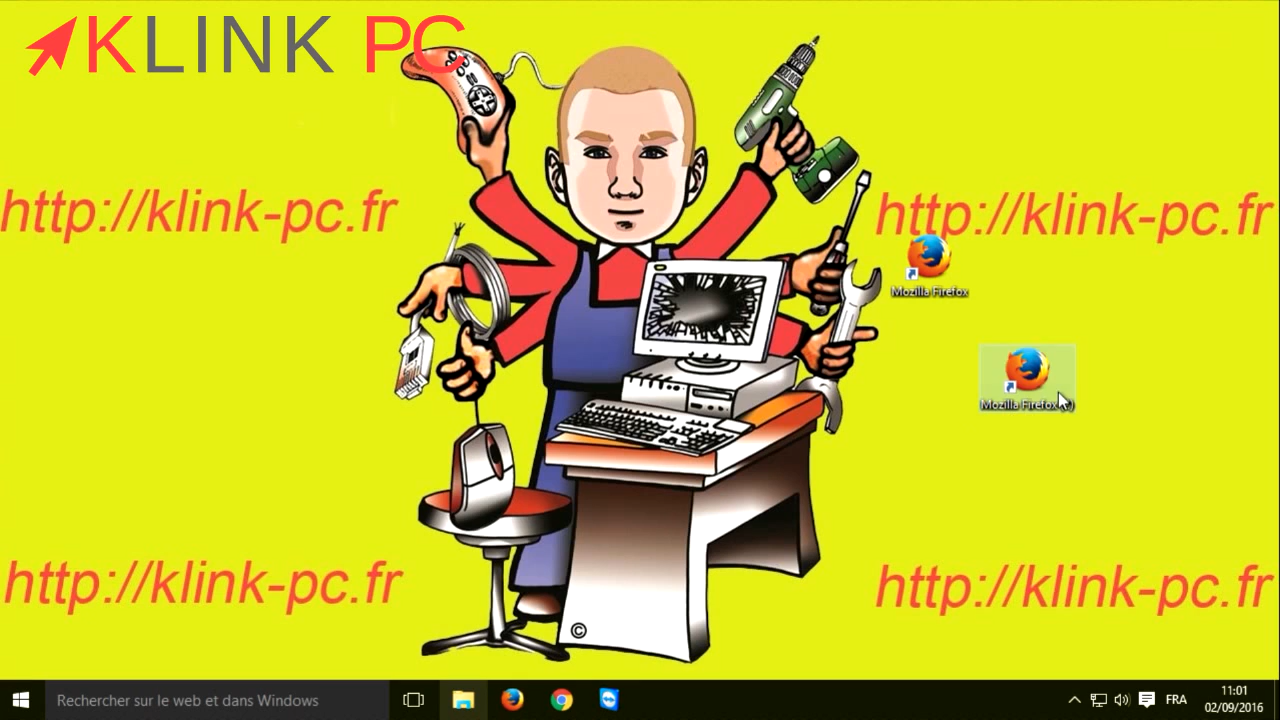 KLINK PC
http://klink-pc.fr
http://klink-pc.fr
Mozilla Firefox
Mozilla Firefox
http://klink-pc.fr
http://klink-pc.fr
©
Rechercher sur le web et dans Windows
FRA
11:01
02/09/2016